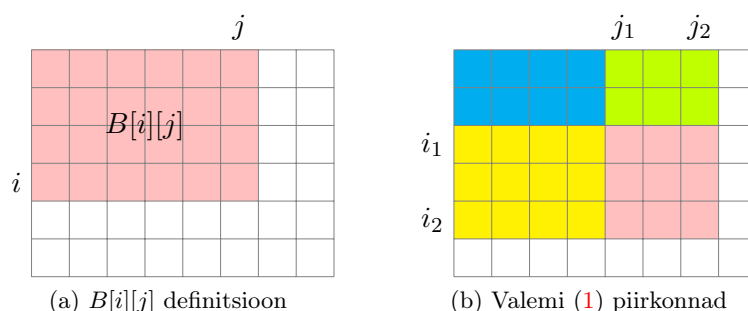 j
B[i][j]
i
(a) B[i][j] definitsioon
j₁ j₂
i₁
i₂
(b) Valemi (1) piirkonnad